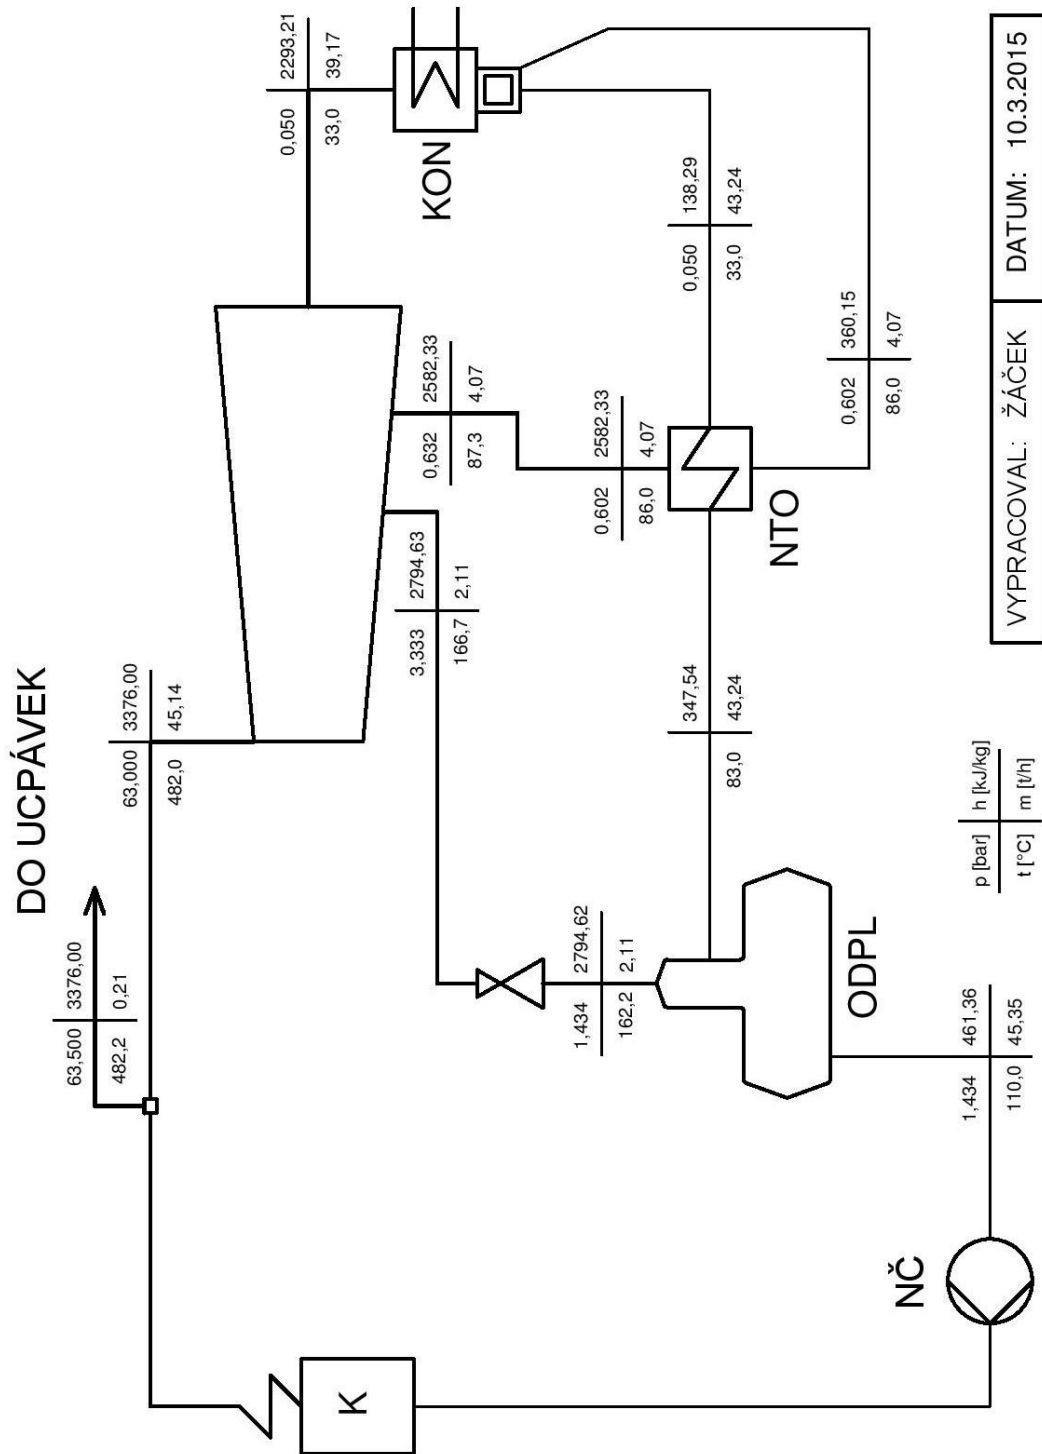 DO UCPÁVEK
63,500 3376,00
482,2 0,21
63,000 3376,00
482,0 45,14
0,050 2293,21
33,0 39,17
KON
0,632 2582,33
87,3 4,07
3,333 2794,63
166,7 2,11
0,602 2582,33
86,0 4,07
NTO
0,050 138,29
33,0 43,24
0,602 360,15
86,0 4,07
347,54
83,0 43,24
1,434 2794,62
162,2 2,11
ODPL
1,434 461,36
110,0 45,35
NČ
K
p [bar] h [kJ/kg]
t [°C] m [t/h]
VYPRACOVAL: ŽÁČEK DATUM: 10.3.2015